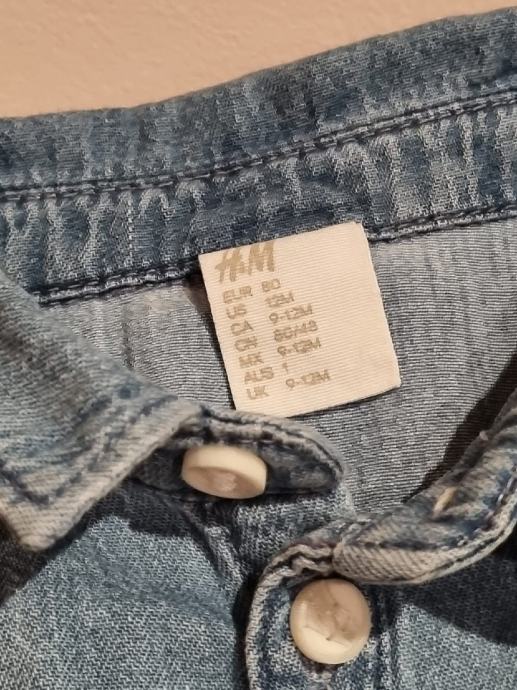 H&M
EUR 80
US 12M
CA 9-12M
CN 80/48
MX 9-12M
AUS 1
UK 9-12M